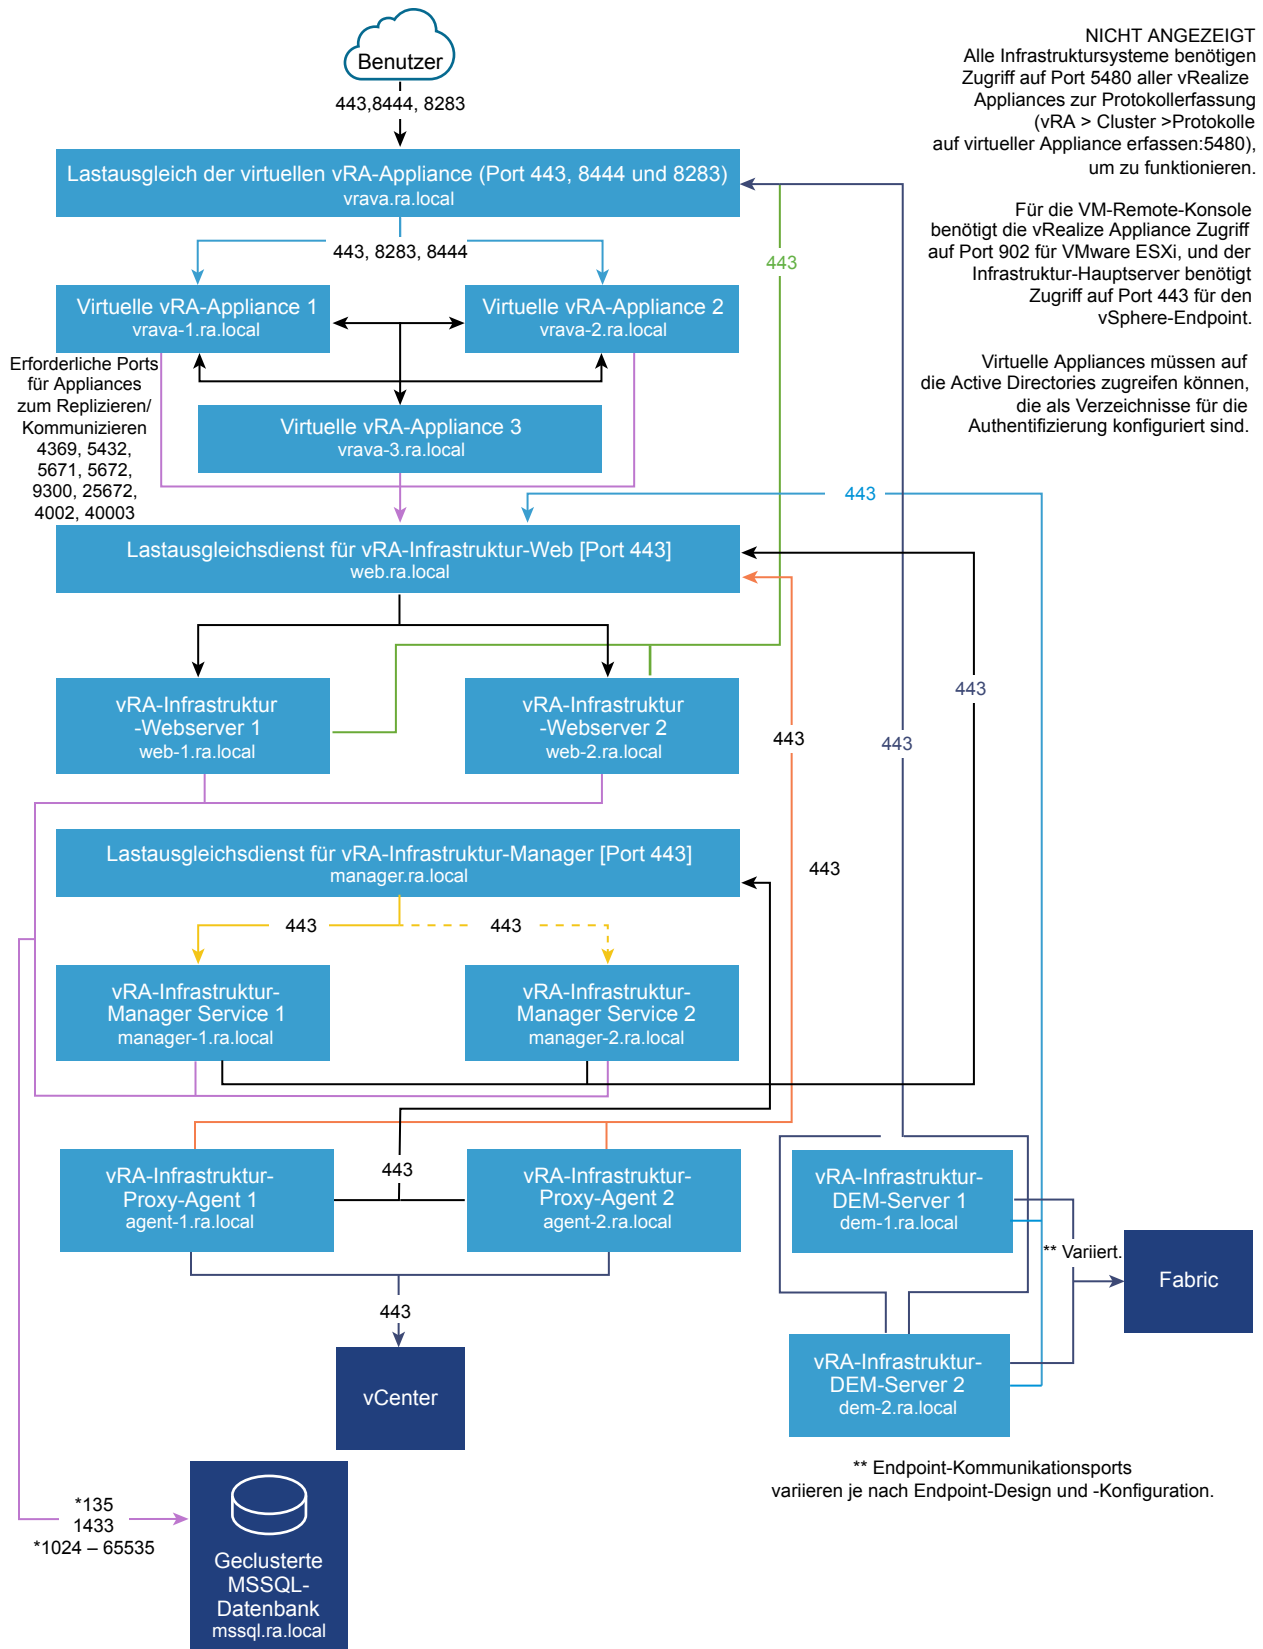 Benutzer
443,8444, 8283
NICHT ANGEZEIGT
Alle Infrastruktursysteme benötigen
Zugriff auf Port 5480 aller vRealize
Appliances zur Protokollerfassung
(vRA > Cluster >Protokolle
auf virtueller Appliance erfassen:5480),
um zu funktionieren.
Für die VM-Remote-Konsole
benötigt die vRealize Appliance Zugriff
auf Port 902 für VMware ESXi, und der
Infrastruktur-Hauptserver benötigt
Zugriff auf Port 443 für den
vSphere-Endpoint.
Virtuelle Appliances müssen auf
die Active Directories zugreifen können,
die als Verzeichnisse für die
Authentifizierung konfiguriert sind.
Lastausgleich der virtuellen vRA-Appliance (Port 443, 8444 und 8283)
vrava.ra.local
443, 8283, 8444
443
Virtuelle vRA-Appliance 1
vrava-1.ra.local
Virtuelle vRA-Appliance 2
vrava-2.ra.local
Erforderliche Ports
für Appliances
zum Replizieren/
Kommunizieren
4369, 5432,
5671, 5672,
9300, 25672,
4002, 40003
Virtuelle vRA-Appliance 3
vrava-3.ra.local
443
Lastausgleichsdienst für vRA-Infrastruktur-Web [Port 443]
web.ra.local
vRA-Infrastruktur
-Webserver 1
web-1.ra.local
vRA-Infrastruktur
-Webserver 2
web-2.ra.local
443
443
443
Lastausgleichsdienst für vRA-Infrastruktur-Manager [Port 443]
manager.ra.local
443
443
443
vRA-Infrastruktur-
Manager Service 1
manager-1.ra.local
vRA-Infrastruktur-
Manager Service 2
manager-2.ra.local
vRA-Infrastruktur-
Proxy-Agent 1
agent-1.ra.local
443
vRA-Infrastruktur-
Proxy-Agent 2
agent-2.ra.local
vRA-Infrastruktur-
DEM-Server 1
dem-1.ra.local
** Variiert.
Fabric
443
vCenter
vRA-Infrastruktur-
DEM-Server 2
dem-2.ra.local
** Endpoint-Kommunikationsports
variieren je nach Endpoint-Design und -Konfiguration.
*135
1433
*1024 – 65535
Geclusterte
MSSQL-
Datenbank
mssql.ra.local